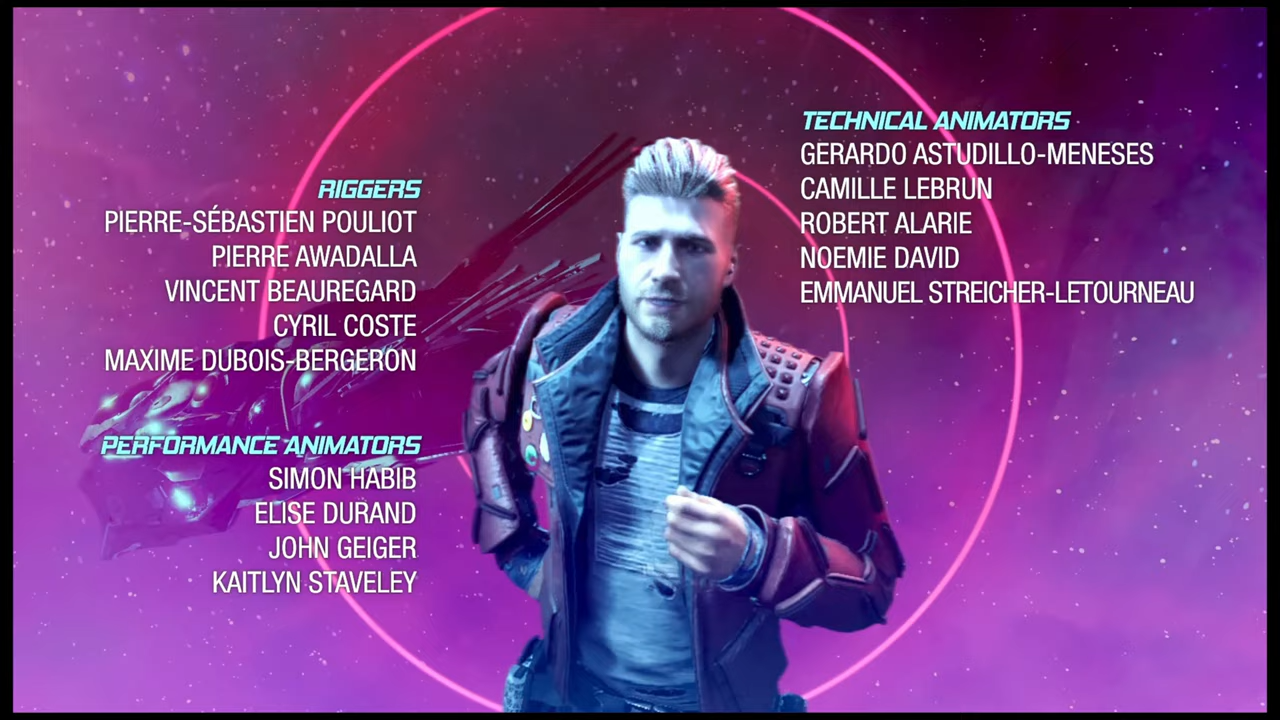 RIGGERS
PIERRE-SÉBASTIEN POULIOT
PIERRE AWADALLA
VINCENT BEAUREGARD
CYRIL COSTE
MAXIME DUBOIS-BERGERON
PERFORMANCE ANIMATORS
SIMON HABIB
ELISE DURAND
JOHN GEIGER
KAITLYN STAVELEY
TECHNICAL ANIMATORS
GERARDO ASTUDILLO-MENESES
CAMILLE LEBRUN
ROBERT ALARIE
NOEMIE DAVID
EMMANUEL STREICHER-LETOURNEAU